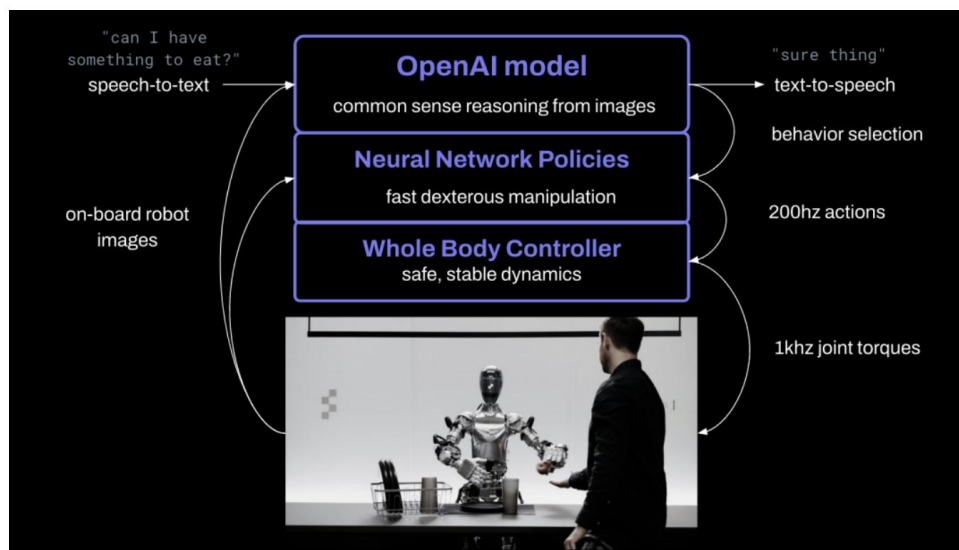 "can I have
something to eat?"
speech-to-text
OpenAI model
common sense reasoning from images
"sure thing"
text-to-speech
behavior selection
Neural Network Policies
fast dexterous manipulation
on-board robot
images
200hz actions
Whole Body Controller
safe, stable dynamics
1khz joint torques